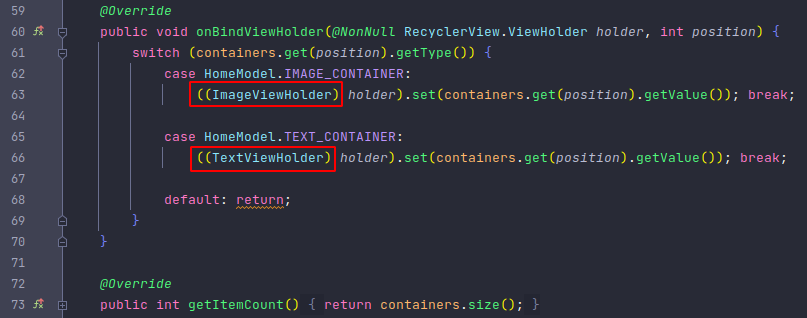 59 @Override
60 public void onBindViewHolder(@NonNull RecyclerView.ViewHolder holder, int position) {
61 switch (containers.get(position).getType()) {
62 case HomeModel.IMAGE_CONTAINER:
63 ((ImageViewHolder) holder).set(containers.get(position).getValue()); break;
64
65 case HomeModel.TEXT_CONTAINER:
66 ((TextViewHolder) holder).set(containers.get(position).getValue()); break;
67
68 default: return;
69 }
70 }
71
72
72 @Override
73 public int getItemCount() { return containers.size(); }